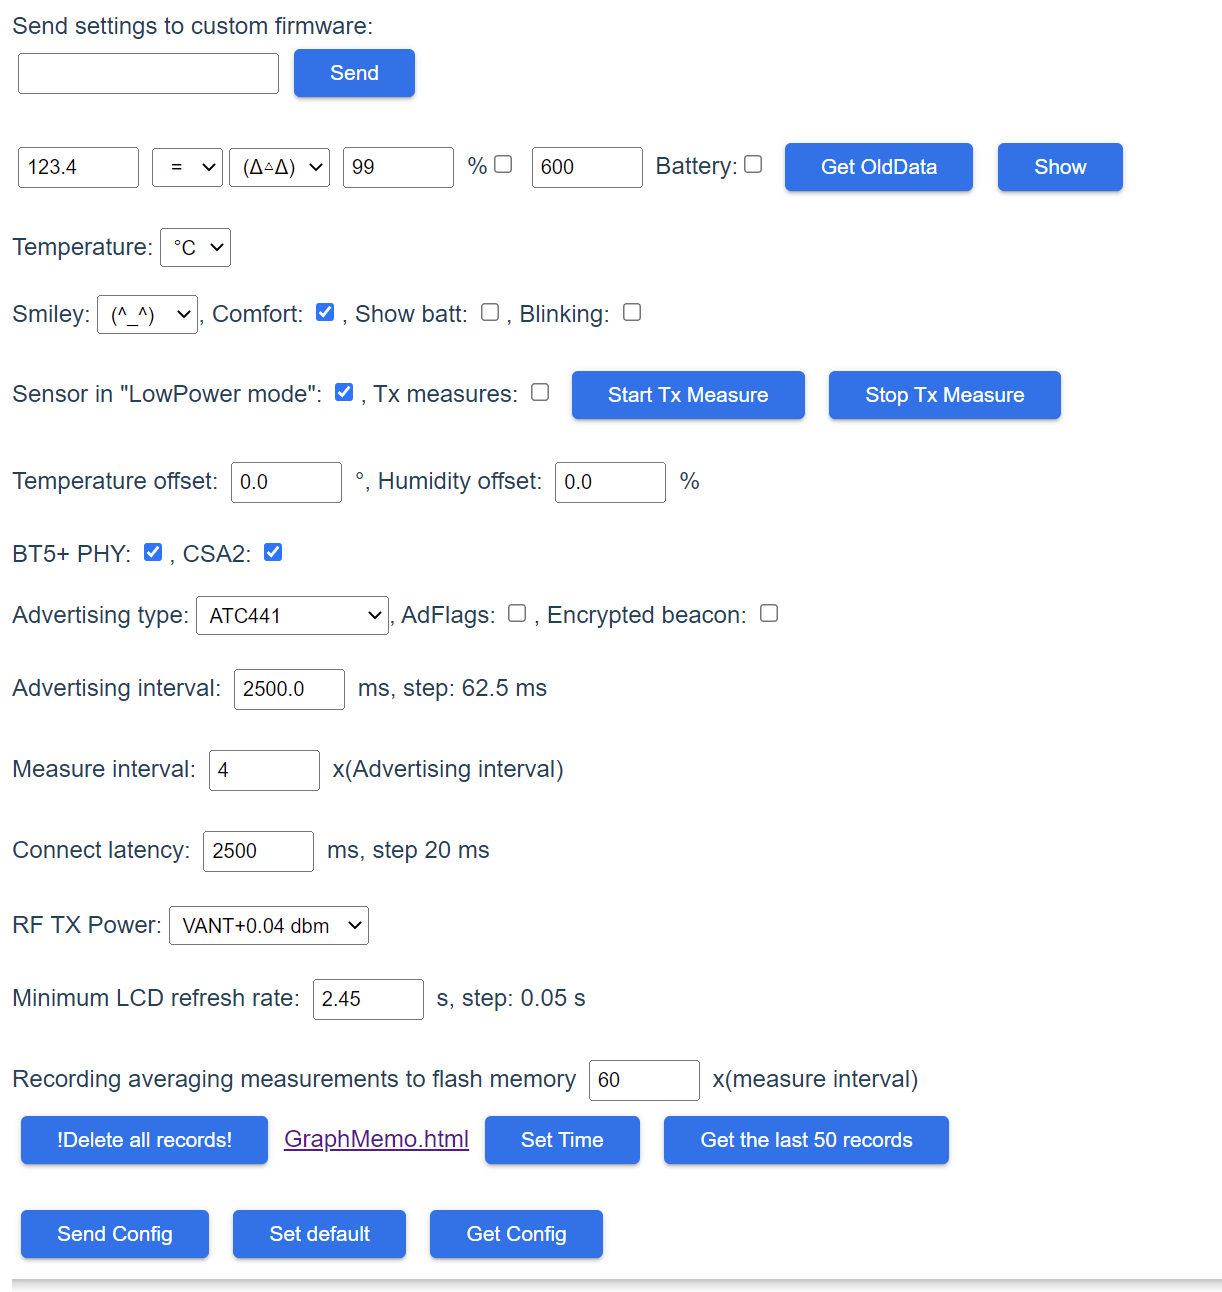 Send settings to custom firmware:
Send
123.4 = (Δ▵Δ) 99 % 600 Battery: Get OldData Show
Temperature: °C
Smiley: (^_^) , Comfort: , Show batt: , Blinking:
Sensor in "LowPower mode": , Tx measures: Start Tx Measure Stop Tx Measure
Temperature offset: 0.0 °, Humidity offset: 0.0 %
BT5+ PHY: , CSA2:
Advertising type: ATC441 , AdFlags: , Encrypted beacon:
Advertising interval: 2500.0 ms, step: 62.5 ms
Measure interval: 4 x(Advertising interval)
Connect latency: 2500 ms, step 20 ms
RF TX Power: VANT+0.04 dbm
Minimum LCD refresh rate: 2.45 s, step: 0.05 s
Recording averaging measurements to flash memory 60 x(measure interval)
!Delete all records! GraphMemo.html Set Time Get the last 50 records
Send Config Set default Get Config